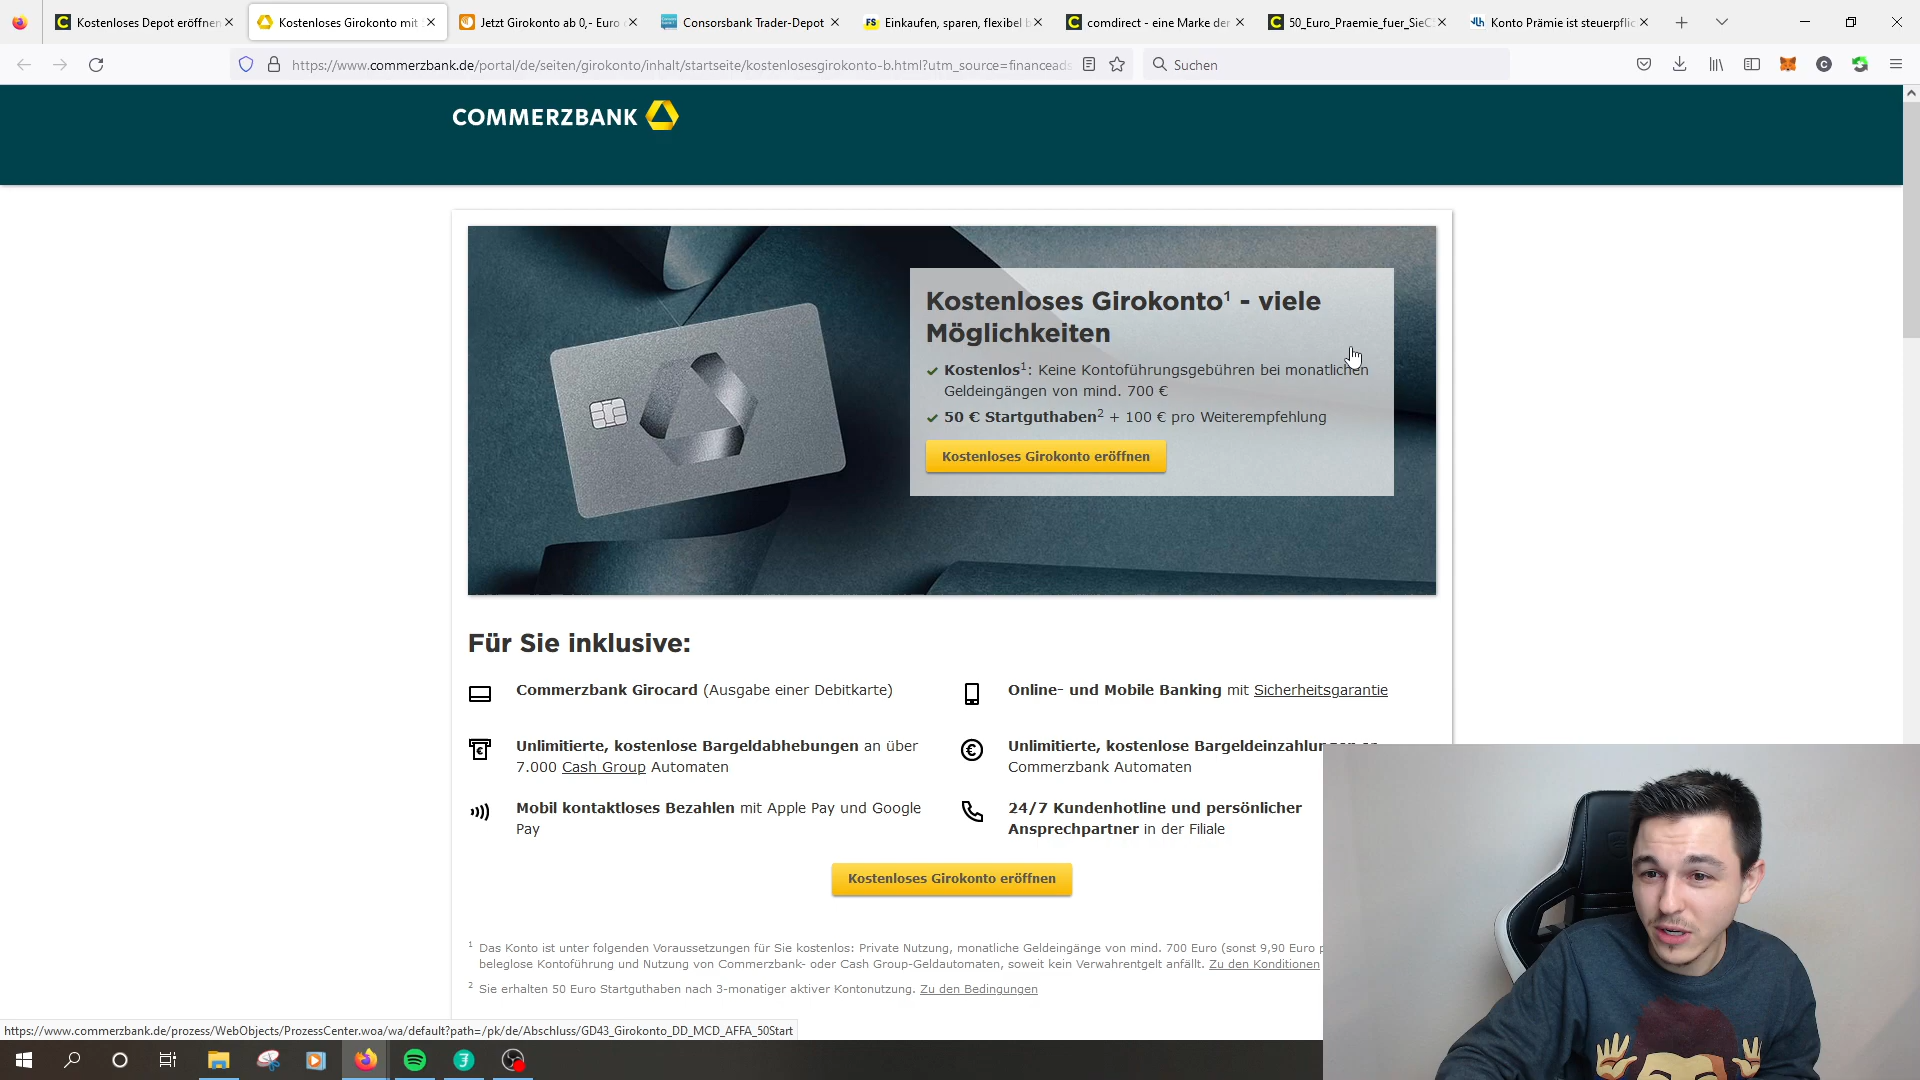 Kostenloses Depot eröffnen
Kostenloses Girokonto mit
Jetzt Girokonto ab 0,- Euro
Consorsbank Trader-Depot
FS Einkaufen, sparen, flexibel b
comdirect - eine Marke der
50_Euro_Praemie_fuer_SieC
Konto Prämie ist steuerpflic
https://www.commerzbank.de/portal/de/seiten/girokonto/inhalt/startseite/kostenlosesgirokonto-b.html?utm_source=financeads
Suchen
COMMERZBANK
Kostenloses Girokonto¹ - viele
Möglichkeiten
Kostenlos¹: Keine Kontoführungsgebühren bei monatlichen
Geldeingängen von mind. 700 €
50 € Startguthaben² + 100 € pro Weiterempfehlung
Kostenloses Girokonto eröffnen
Für Sie inklusive:
Commerzbank Girocard (Ausgabe einer Debitkarte)
Online- und Mobile Banking mit Sicherheitsgarantie
Unlimitierte, kostenlose Bargeldabhebungen an über
7.000 Cash Group Automaten
Unlimitierte, kostenlose Bargeldeinzahlungen an
Commerzbank Automaten
Mobil kontaktloses Bezahlen mit Apple Pay und Google
Pay
24/7 Kundenhotline und persönlicher
Ansprechpartner in der Filiale
Kostenloses Girokonto eröffnen
¹ Das Konto ist unter folgenden Voraussetzungen für Sie kostenlos: Private Nutzung, monatliche Geldeingänge von mind. 700 Euro (sonst 9,90 Euro p
beleglose Kontoführung und Nutzung von Commerzbank- oder Cash Group-Geldautomaten, soweit kein Verwahrentgelt anfällt. Zu den Konditionen
² Sie erhalten 50 Euro Startguthaben nach 3-monatiger aktiver Kontonutzung. Zu den Bedingungen
https://www.commerzbank.de/prozess/WebObjects/ProzessCenter.woa/wa/default?path=/pk/de/Abschluss/GD43_Girokonto_DD_MCD_AFFA_50Start